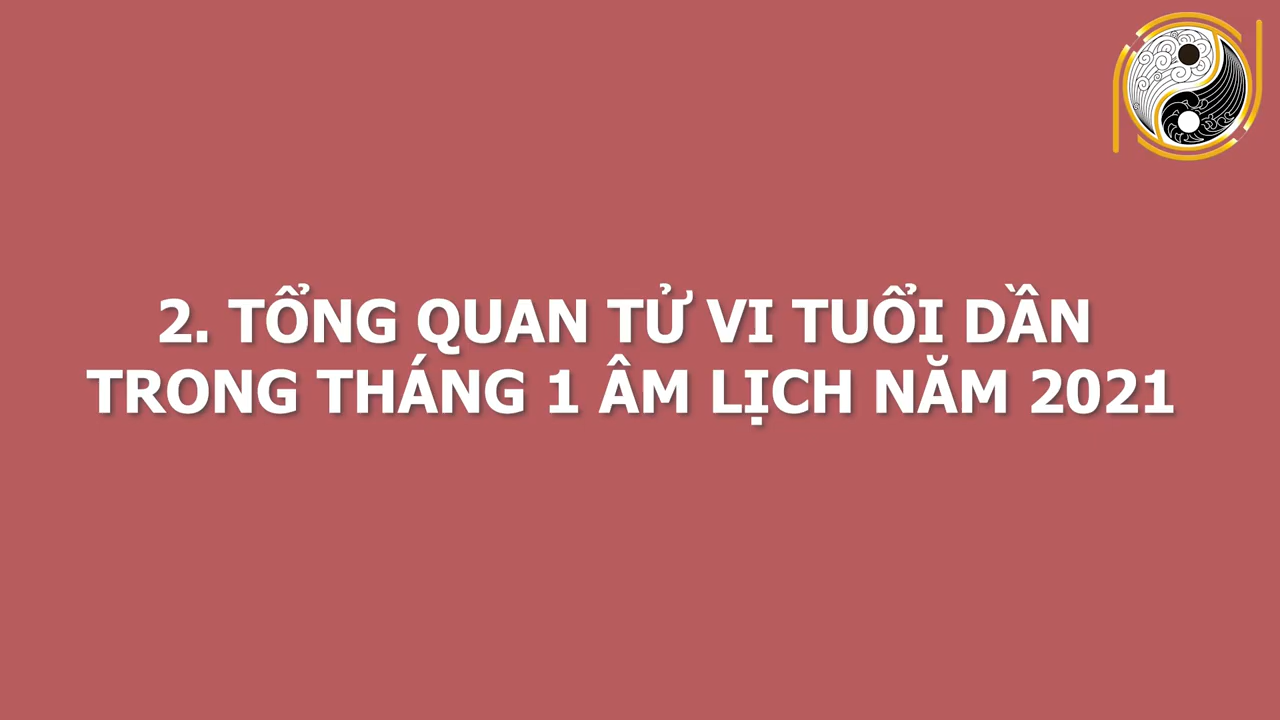 2. TỔNG QUAN TỬ VI TUỔI DẦN
TRONG THÁNG 1 ÂM LỊCH NĂM 2021